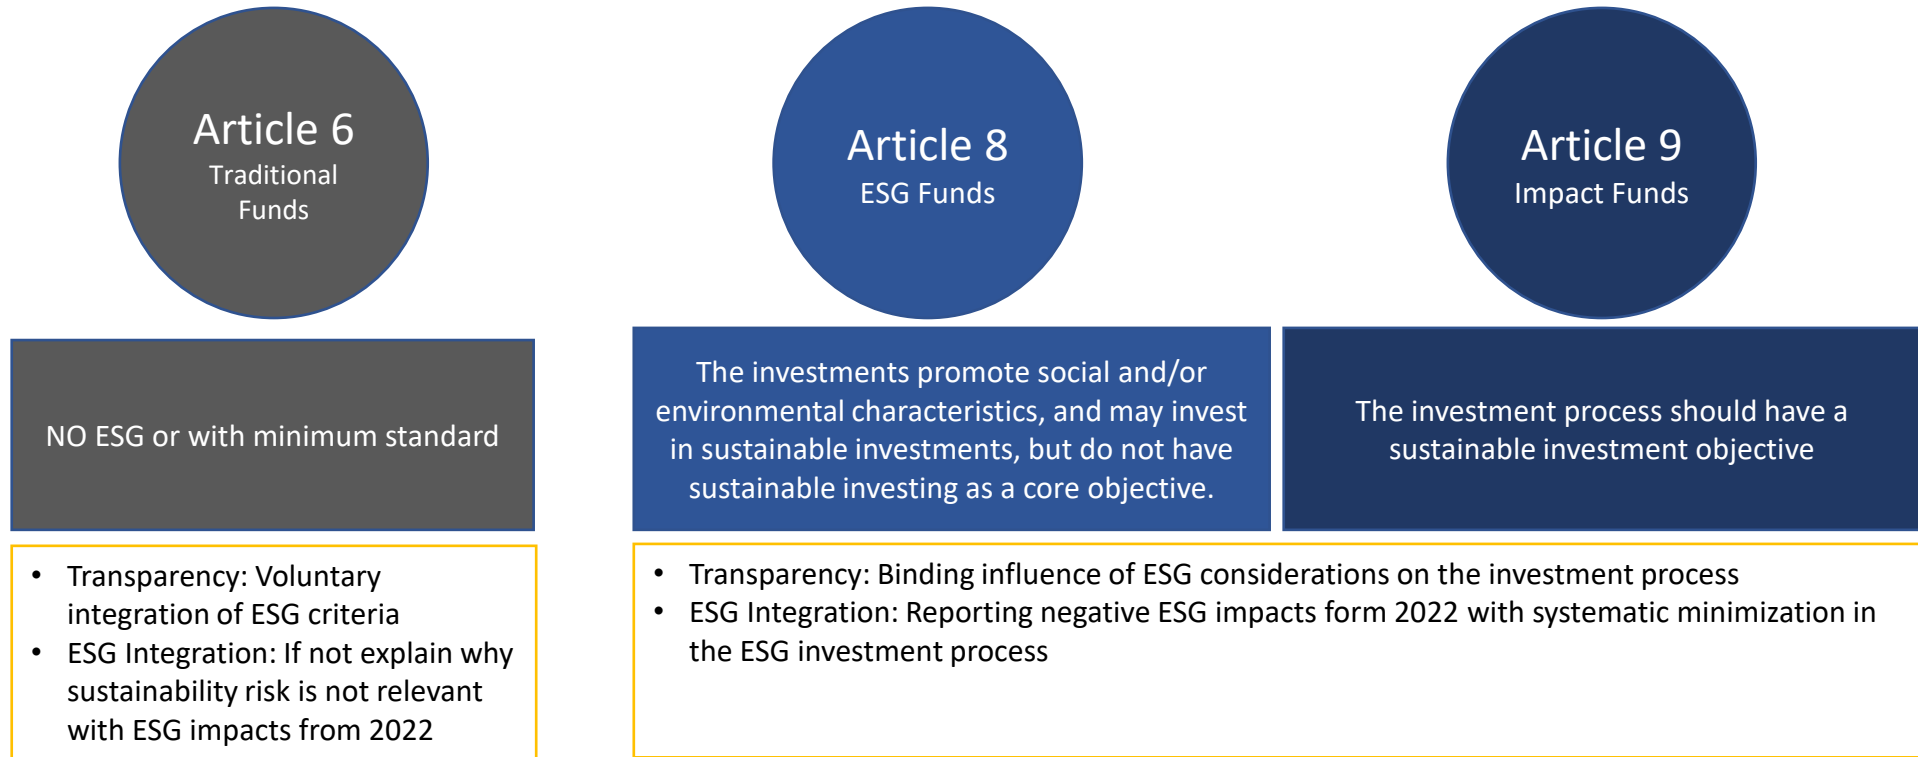 Article 6
Traditional
Funds
Article 8
ESG Funds
Article 9
Impact Funds
NO ESG or with minimum standard
The investments promote social and/or
environmental characteristics, and may invest
in sustainable investments, but do not have
sustainable investing as a core objective.
The investment process should have a
sustainable investment objective
• Transparency: Voluntary
integration of ESG criteria
• ESG Integration: If not explain why
sustainability risk is not relevant
with ESG impacts from 2022
• Transparency: Binding influence of ESG considerations on the investment process
• ESG Integration: Reporting negative ESG impacts form 2022 with systematic minimization in
the ESG investment process